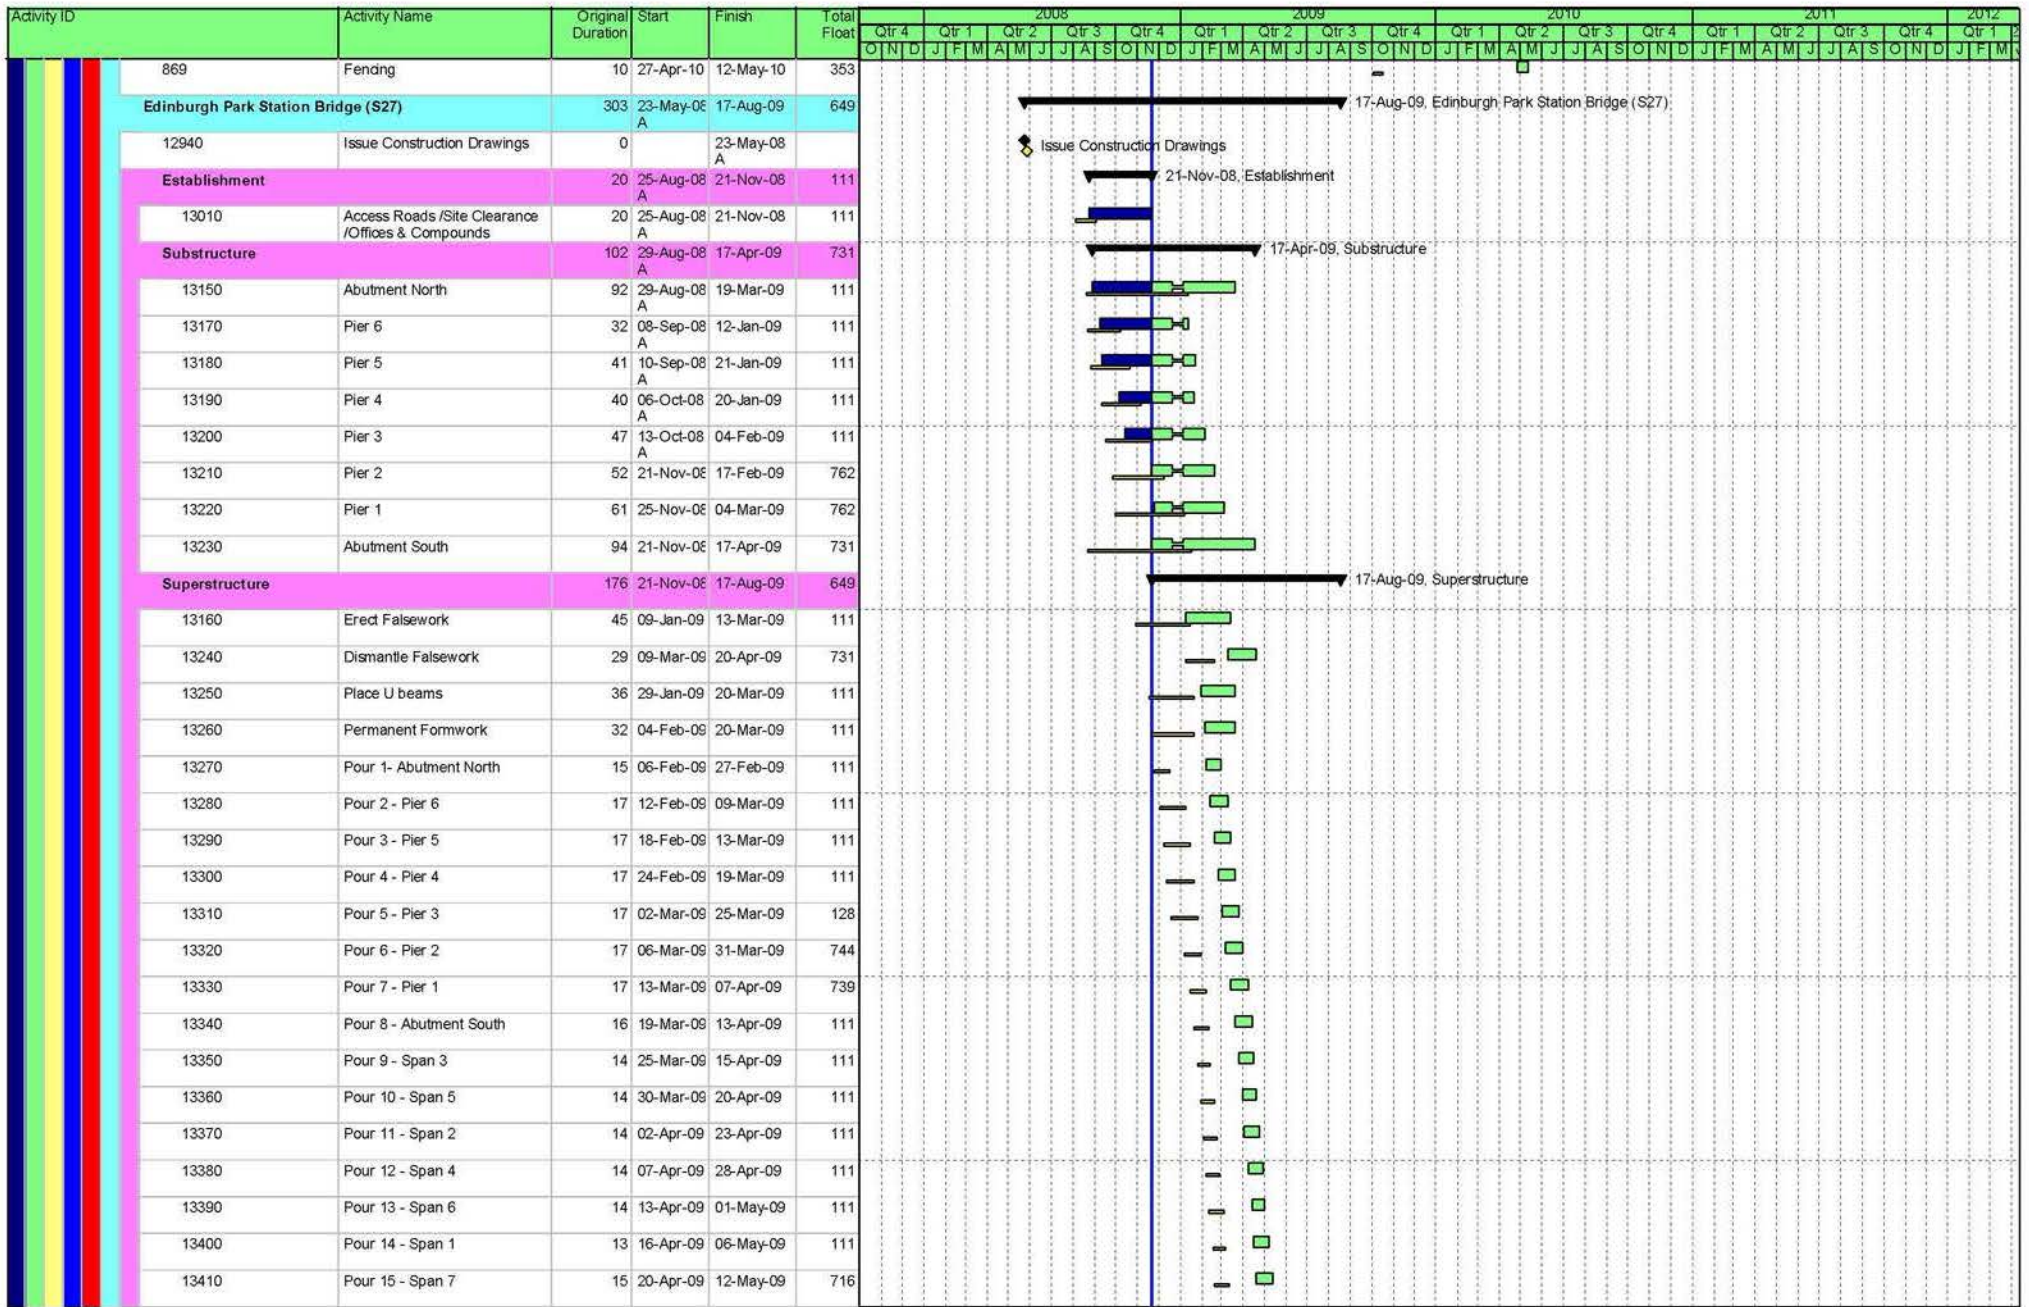 Activity ID Activity Name Original Start Finish Total
Duration Float
2008 2009 2010 2011 2012
Qtr 4 Qtr 1 Qtr 2 Qtr 3 Qtr 4 Qtr 1 Qtr 2 Qtr 3 Qtr 4 Qtr 1 Qtr 2 Qtr 3 Qtr 4 Qtr 1 Qtr 2 Qtr 3 Qtr 4 Qtr 1
O N D J F M A M J J A S O N D J F M A M J J A S O N D J F M A M J J A S O N D J F M A M J J A S O N D J F M
869 Fencing 10 27-Apr-10 12-May-10 353
Edinburgh Park Station Bridge (S27) 303 23-May-08 17-Aug-09 649 17-Aug-09, Edinburgh Park Station Bridge (S27)
A
12940 Issue Construction Drawings 0 23-May-08 Issue Construction Drawings
A
Establishment 20 25-Aug-08 21-Nov-08 111 21-Nov-08, Establishment
A
13010 Access Roads /Site Clearance 20 25-Aug-08 21-Nov-08 111
/Offices & Compounds A
Substructure 102 29-Aug-08 17-Apr-09 731 17-Apr-09, Substructure
A
13150 Abutment North 92 29-Aug-08 19-Mar-09 111
A
13170 Pier 6 32 08-Sep-08 12-Jan-09 111
A
13180 Pier 5 41 10-Sep-08 21-Jan-09 111
A
13190 Pier 4 40 06-Oct-08 20-Jan-09 111
A
13200 Pier 3 47 13-Oct-08 04-Feb-09 111
A
13210 Pier 2 52 21-Nov-08 17-Feb-09 762
13220 Pier 1 61 25-Nov-08 04-Mar-09 762
13230 Abutment South 94 21-Nov-08 17-Apr-09 731
Superstructure 176 21-Nov-08 17-Aug-09 649 17-Aug-09, Superstructure
13160 Erect Falsework 45 09-Jan-09 13-Mar-09 111
13240 Dismantle Falsework 29 09-Mar-09 20-Apr-09 731
13250 Place U beams 36 29-Jan-09 20-Mar-09 111
13260 Permanent Formwork 32 04-Feb-09 20-Mar-09 111
13270 Pour 1- Abutment North 15 06-Feb-09 27-Feb-09 111
13280 Pour 2 - Pier 6 17 12-Feb-09 09-Mar-09 111
13290 Pour 3 - Pier 5 17 18-Feb-09 13-Mar-09 111
13300 Pour 4 - Pier 4 17 24-Feb-09 19-Mar-09 111
13310 Pour 5 - Pier 3 17 02-Mar-09 25-Mar-09 128
13320 Pour 6 - Pier 2 17 06-Mar-09 31-Mar-09 744
13330 Pour 7 - Pier 1 17 13-Mar-09 07-Apr-09 739
13340 Pour 8 - Abutment South 16 19-Mar-09 13-Apr-09 111
13350 Pour 9 - Span 3 14 25-Mar-09 15-Apr-09 111
13360 Pour 10 - Span 5 14 30-Mar-09 20-Apr-09 111
13370 Pour 11 - Span 2 14 02-Apr-09 23-Apr-09 111
13380 Pour 12 - Span 4 14 07-Apr-09 28-Apr-09 111
13390 Pour 13 - Span 6 14 13-Apr-09 01-May-09 111
13400 Pour 14 - Span 1 13 16-Apr-09 06-May-09 111
13410 Pour 15 - Span 7 15 20-Apr-09 12-May-09 716